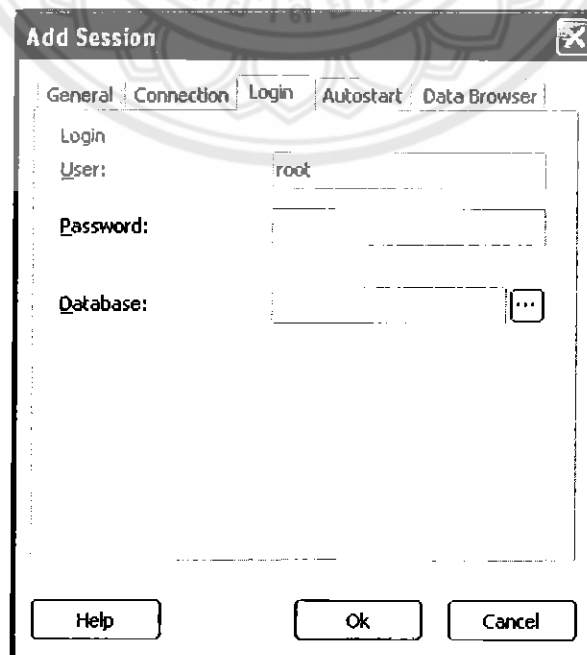 Add Session
General Connection Login Autostart Data Browser
Login
User: root
Password:
Database: ...
Help Ok Cancel